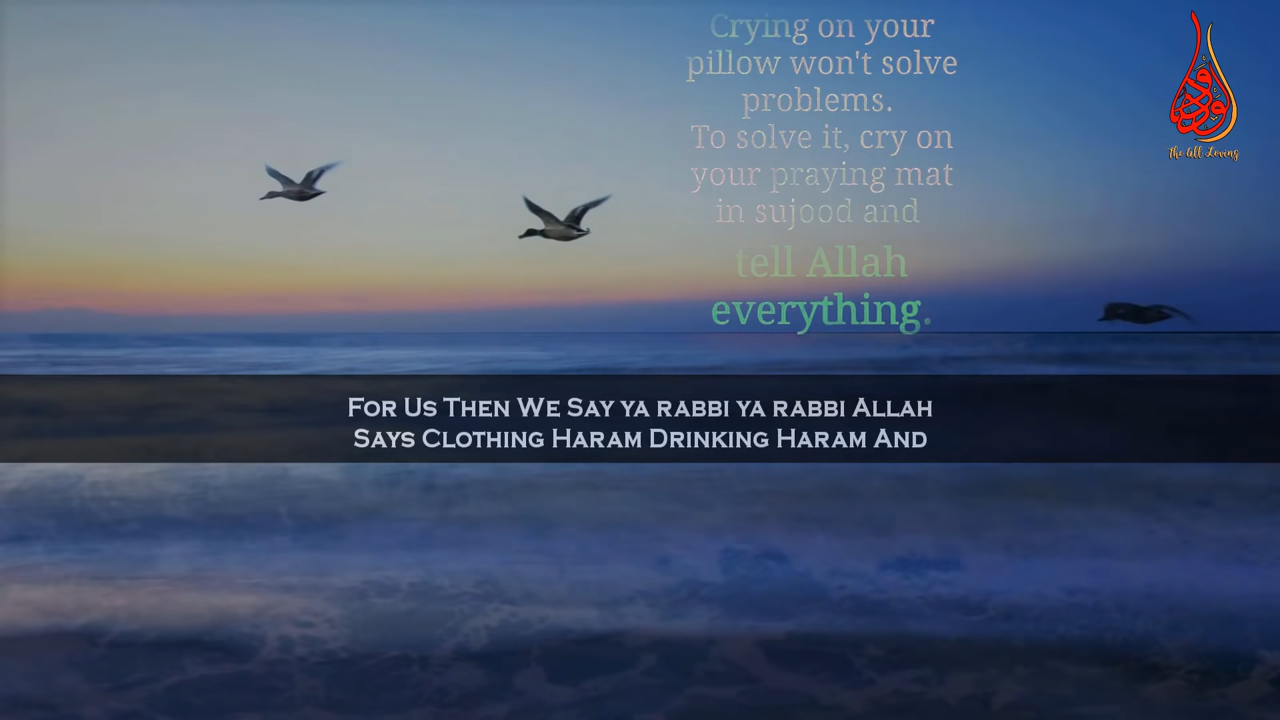 Crying on your
pillow won't solve
problems.
To solve it, cry on
your praying mat
in sujood and
tell Allah
everything.
الودود
The All Loving
For Us Then We Say ya rabbi ya rabbi Allah
Says Clothing Haram Drinking Haram And